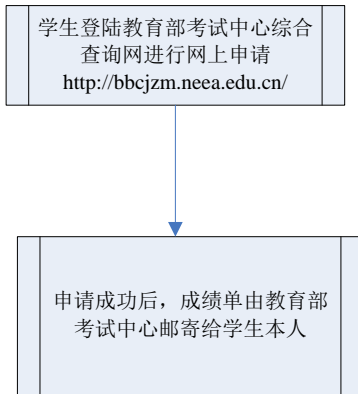 学生登陆教育部考试中心综合
查询网进行网上申请
http://bbcjzm.neea.edu.cn/
申请成功后，成绩单由教育部
考试中心邮寄给学生本人